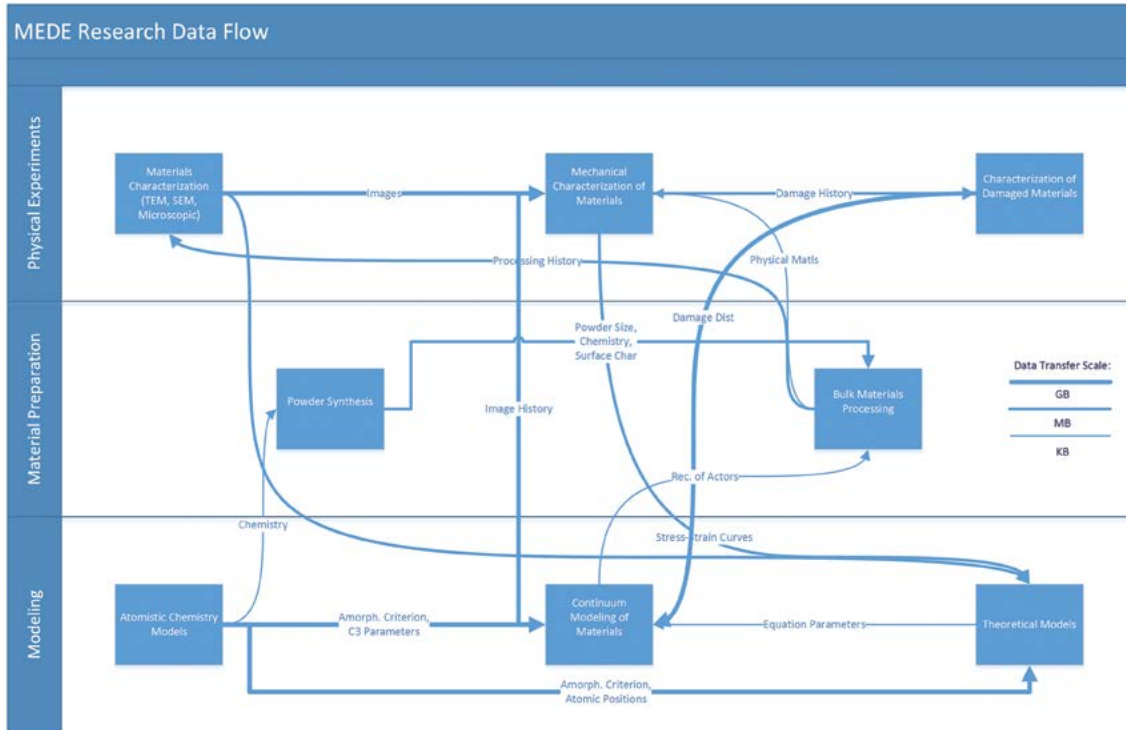 MEDE Research Data Flow
Physical Experiments
Materials
Characterization
(TEM, SEM,
Microscopic)
Images
Mechanical
Characterization of
Materials
Damage History
Characterization of
Damaged Materials
Processing History
Physical Matls
Material Preparation
Damage Dist
Powder Size,
Chemistry,
Surface Char
Powder Synthesis
Image History
Bulk Materials
Processing
Data Transfer Scale:
GB
MB
KB
Rec. of Actors
Chemistry
Stress-Strain Curves
Modeling
Atomistic Chemistry
Models
Amorph. Criterion,
C3 Parameters
Continuum
Modeling of
Materials
Equation Parameters
Theoretical Models
Amorph. Criterion,
Atomic Positions